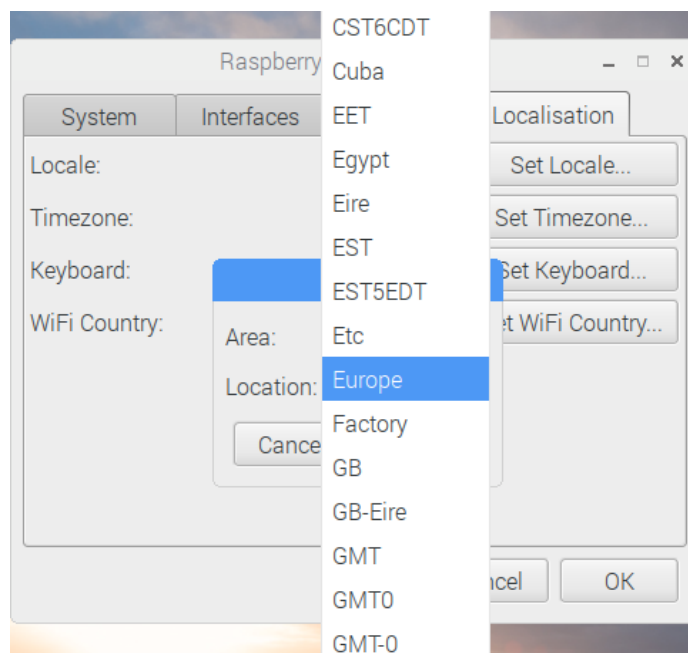 Raspberry
System
Interfaces
Localisation
Locale:
Set Locale...
Timezone:
Set Timezone...
Keyboard:
Set Keyboard...
WiFi Country:
et WiFi Country...
Area:
Location:
Cance
CST6CDT
Cuba
EET
Egypt
Eire
EST
EST5EDT
Etc
Europe
Factory
GB
GB-Eire
GMT
GMT0
GMT-0
ncel
OK